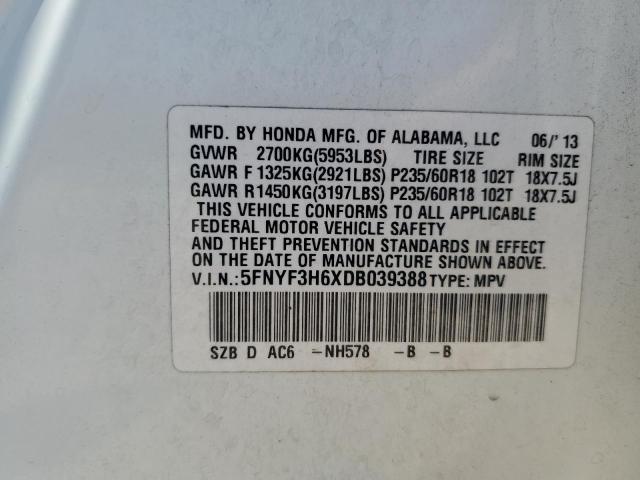 MFD. BY HONDA MFG. OF ALABAMA, LLC 06/'13
GVWR 2700KG(5953LBS) TIRE SIZE RIM SIZE
GAWR F 1325KG(2921LBS) P235/60R18 102T 18X7.5J
GAWR R1450KG(3197LBS) P235/60R18 102T 18X7.5J
THIS VEHICLE CONFORMS TO ALL APPLICABLE
FEDERAL MOTOR VEHICLE SAFETY
AND THEFT PREVENTION STANDARDS IN EFFECT
ON THE DATE OF MANUFACTURE SHOWN ABOVE.
V.I.N.: 5FNYF3H6XDB039388 TYPE: MPV
SZB D AC6 -NH578 -B -B